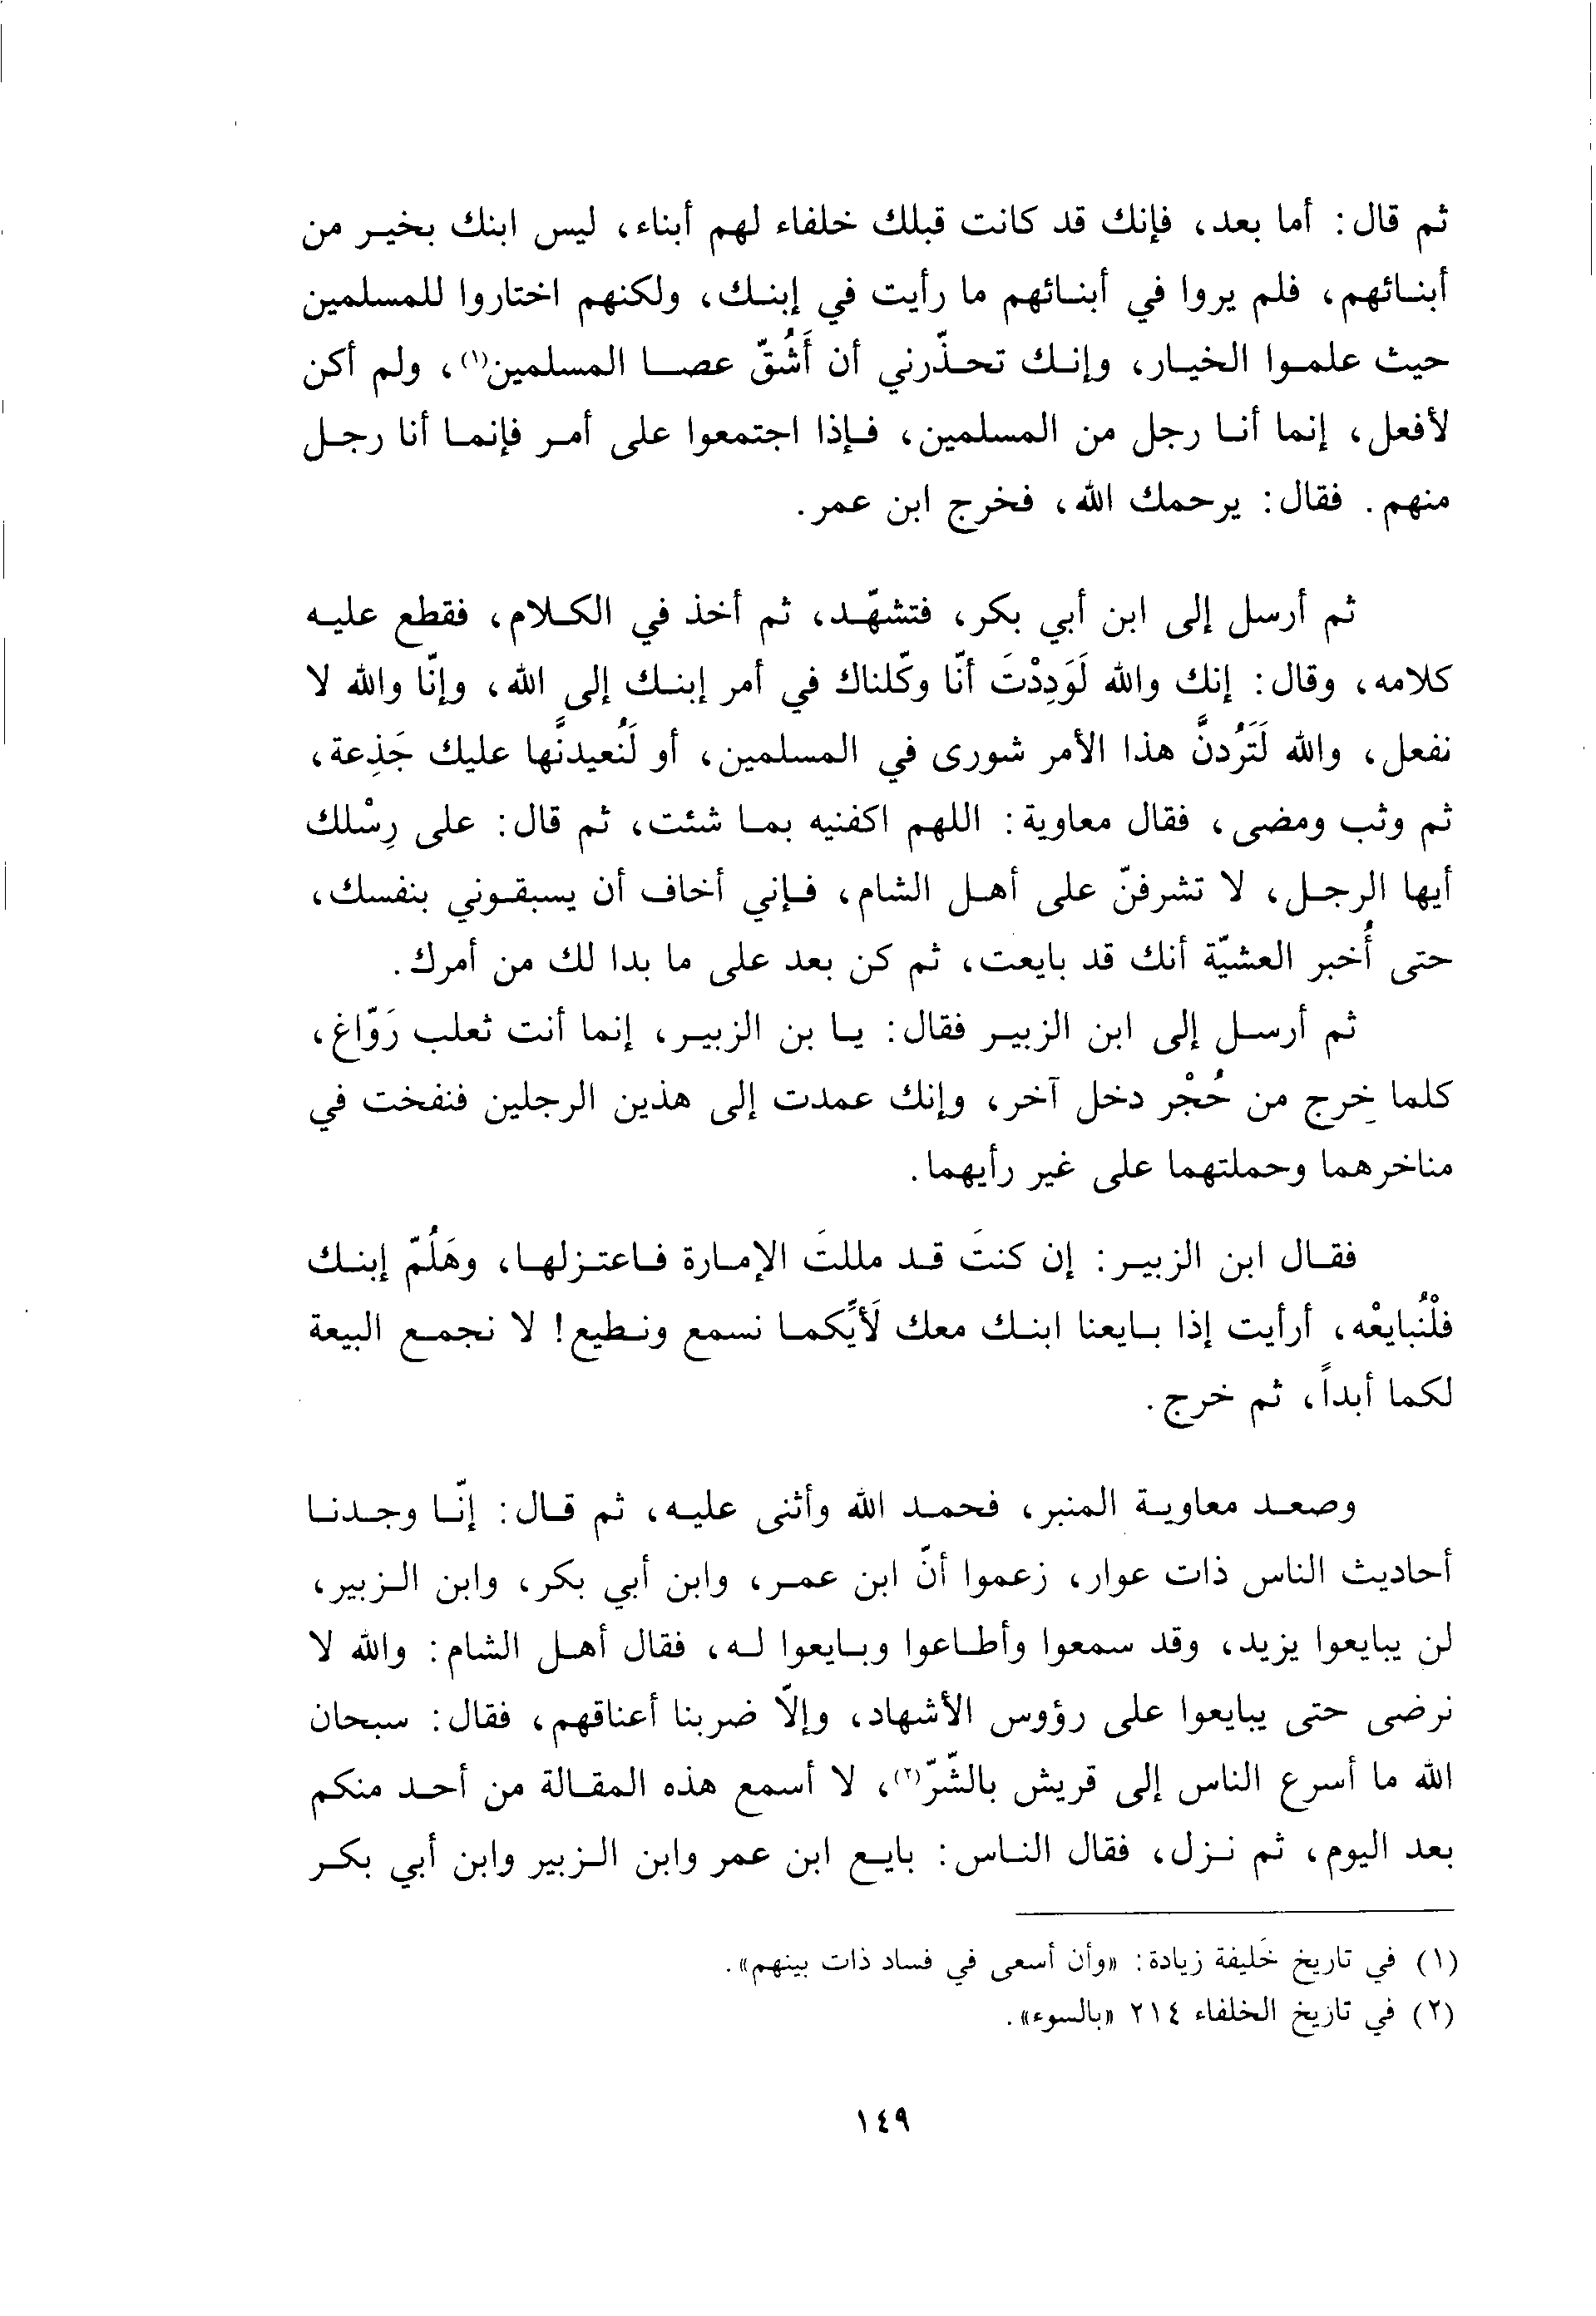 ثم قال: أما بعد، فإنك قد كانت قبلك خلفاء لهم أبناء، ليس ابنك بخير من
أبنائهم، فلم يروا في أبنائهم ما رأيت في إبنك، ولكنهم اختاروا للمسلمين
حيث علموا الخيار، وإنك تحذّرني أن أَشُقّ عصا المسلمين(١)، ولم أكن
لأفعل، إنما أنا رجل من المسلمين، فإذا اجتمعوا على أمر فإنما أنا رجل
منهم. فقال: يرحمك الله، فخرج ابن عمر.
ثم أرسل إلى ابن أبي بكر، فتشهّد، ثم أخذ في الكلام، فقطع عليه
كلامه، وقال: إنك والله لَوَدِدْتَ أنّا وكّلناك في أمر إبنك إلى الله، وإنّا والله لا
نفعل، والله لَتَرُدنَّ هذا الأمر شورى في المسلمين، أو لَنُعيدنَّها عليك جَذِعة،
ثم وثب ومضى، فقال معاوية: اللهم اكفنيه بما شئت، ثم قال: على رِسْلك
أيها الرجل، لا تشرفنّ على أهل الشام، فإني أخاف أن يسبقوني بنفسك،
حتى أُخبر العشيّة أنك قد بايعت، ثم كن بعد على ما بدا لك من أمرك.
ثم أرسل إلى ابن الزبير فقال: يا بن الزبير، إنما أنت ثعلب رَوّاغ،
كلما خرج من حُجْر دخل آخر، وإنك عمدت إلى هذين الرجلين فنفخت في
مناخرهما وحملتهما على غير رأيهما.
فقال ابن الزبير: إن كنتَ قد مللتَ الإمارة فاعتزلها، وهَلُمّ إبنك
فلْنُبايعْه، أرأيت إذا بايعنا ابنك معك لَأيِّكما نسمع ونطيع! لا نجمع البيعة
لكما أبداً، ثم خرج.
وصعد معاوية المنبر، فحمد الله وأثنى عليه، ثم قال: إنّا وجدنا
أحاديث الناس ذات عوار، زعموا أنّ ابن عمر، وابن أبي بكر، وابن الزبير،
لن يبايعوا يزيد، وقد سمعوا وأطاعوا وبايعوا له، فقال أهل الشام: والله لا
نرضى حتى يبايعوا على رؤوس الأشهاد، وإلاّ ضربنا أعناقهم، فقال: سبحان
الله ما أسرع الناس إلى قريش بالشّرّ(٢)، لا أسمع هذه المقالة من أحد منكم
بعد اليوم، ثم نزل، فقال الناس: بايع ابن عمر وابن الزبير وابن أبي بكر
(١) في تاريخ خَليفة زيادة: «وأن أسعى في فساد ذات بينهم».
(٢) في تاريخ الخلفاء ٢١٤ «بالسوء».
١٤٩